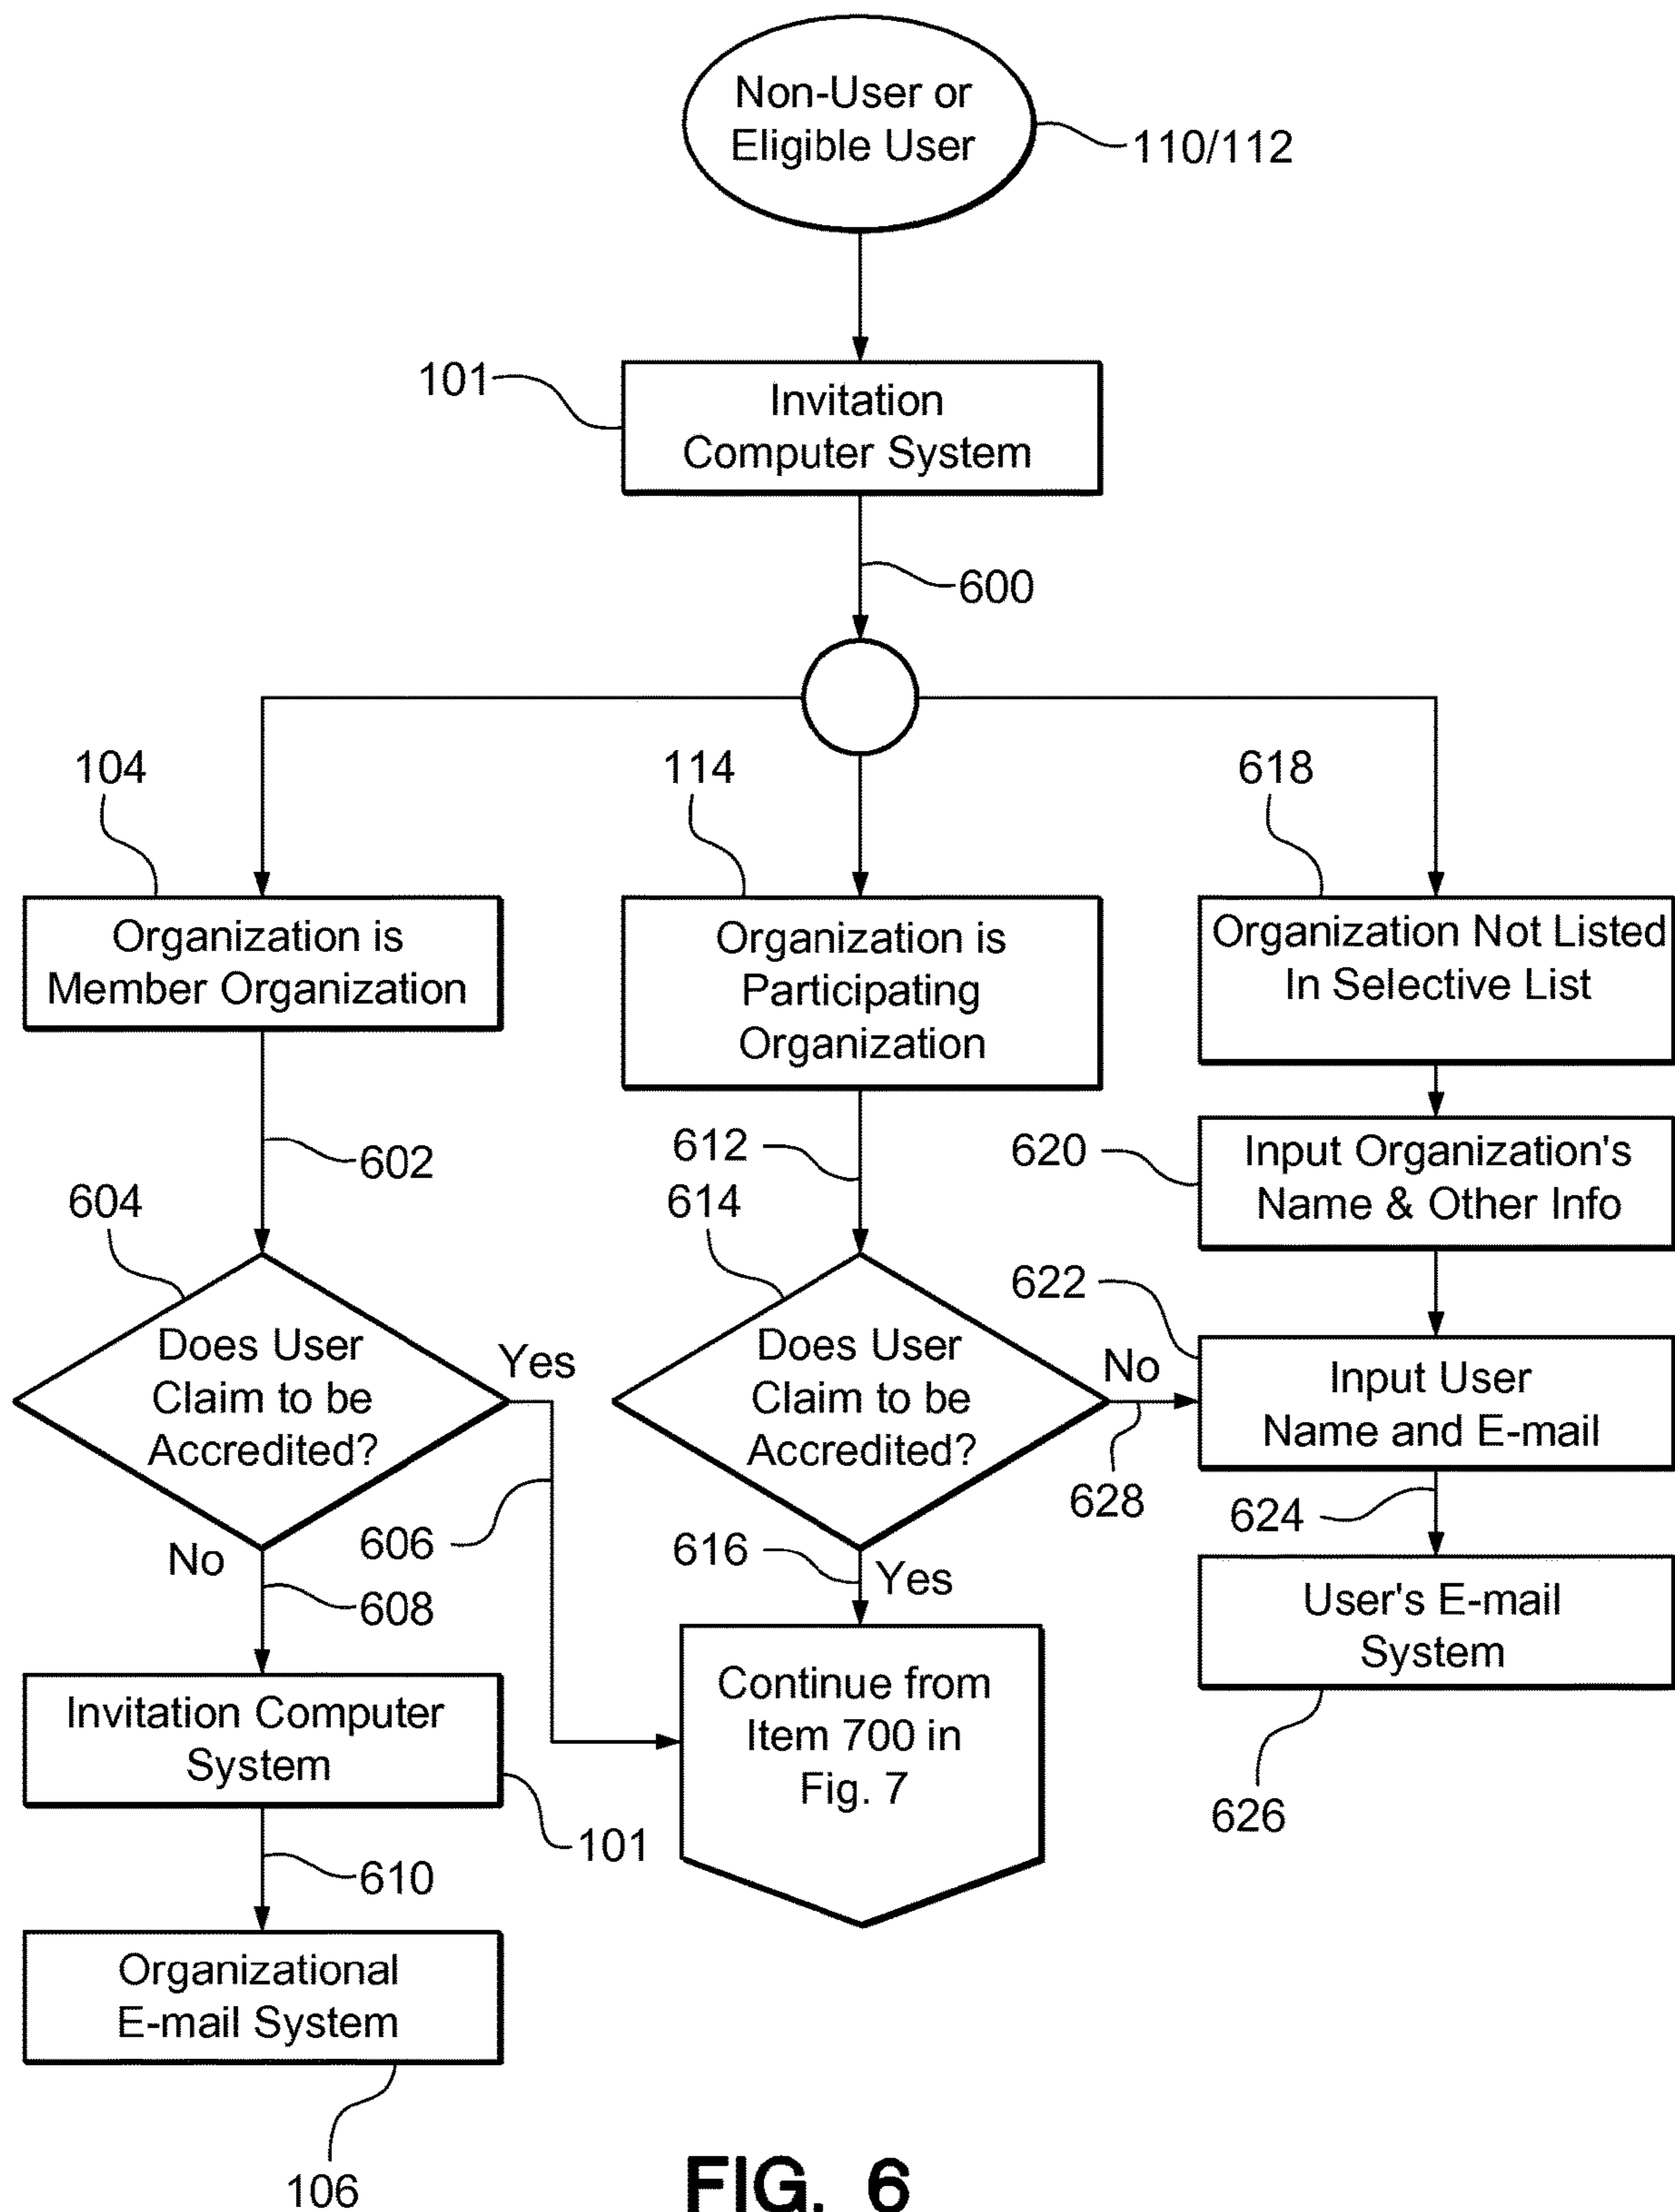 Non-User or
Eligible User
110/112
101
Invitation
Computer System
600
104
114
618
Organization is
Member Organization
Organization is
Participating
Organization
Organization Not Listed
In Selective List
602
612
620
Input Organization's
Name & Other Info
604
614
622
Does User
Claim to be
Accredited?
Yes
Does User
Claim to be
Accredited?
No
Input User
Name and E-mail
628
624
606
616
No
Yes
608
User's E-mail
System
Invitation Computer
System
Continue from
Item 700 in
Fig. 7
626
101
610
Organizational
E-mail System
106
FIG. 6